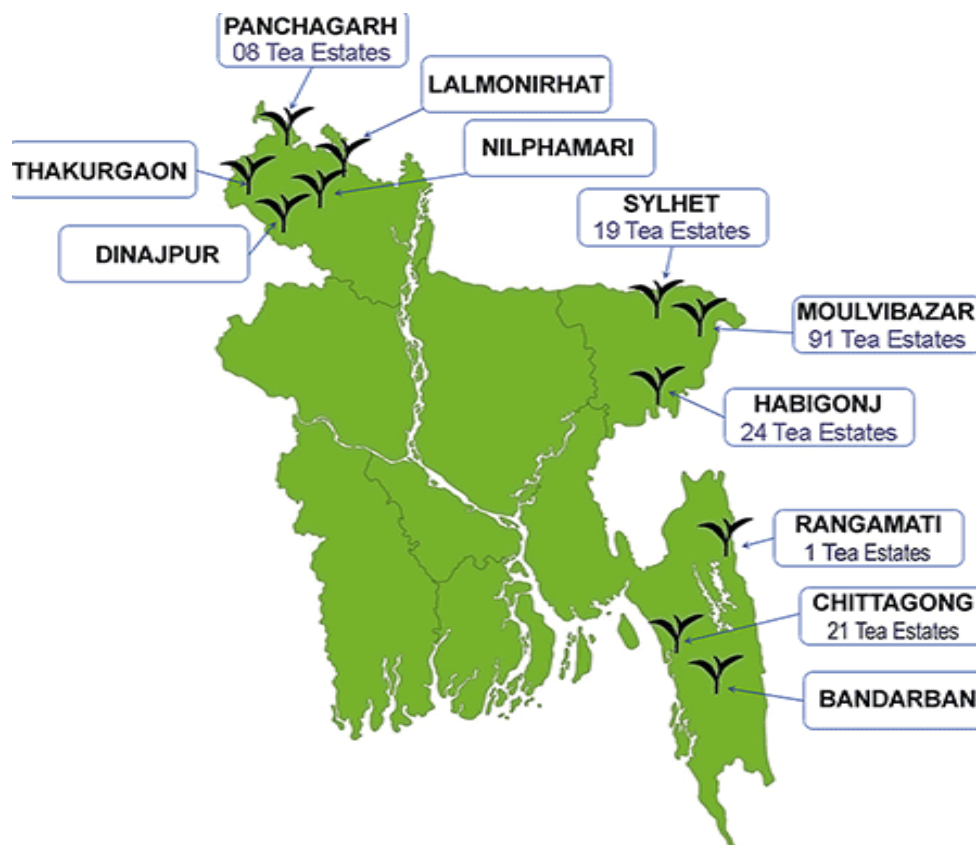 PANCHAGARH
08 Tea Estates
LALMONIRHAT
NILPHAMARI
THAKURGAON
DINAJPUR
SYLHET
19 Tea Estates
MOULVIBAZAR
91 Tea Estates
HABIGONJ
24 Tea Estates
RANGAMATI
1 Tea Estates
CHITTAGONG
21 Tea Estates
BANDARBAN